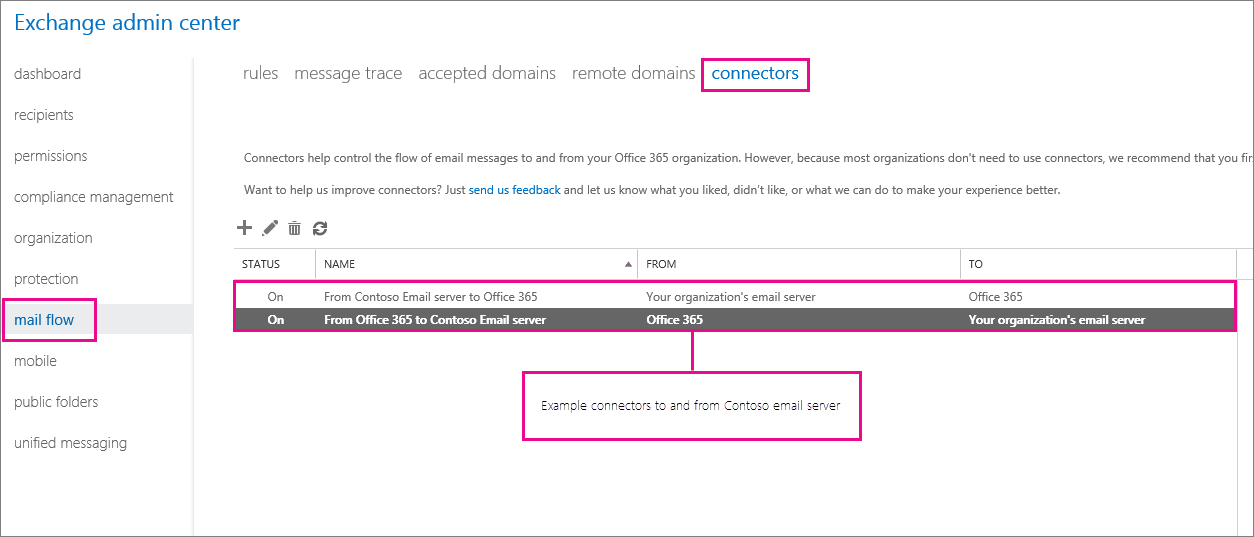 Exchange admin center
dashboard
recipients
permissions
compliance management
organization
protection
mail flow
mobile
public folders
unified messaging
rules message trace accepted domains remote domains connectors
Connectors help control the flow of email messages to and from your Office 365 organization. However, because most organizations don't need to use connectors, we recommend that you
Want to help us improve connectors? Just send us feedback and let us know what you liked, didn't like, or what we can do to make your experience better.
STATUS NAME FROM TO
On From Contoso Email server to Office 365 Your organization's email server Office 365
On From Office 365 to Contoso Email server Office 365 Your organization's email server
Example connectors to and from Contoso email server